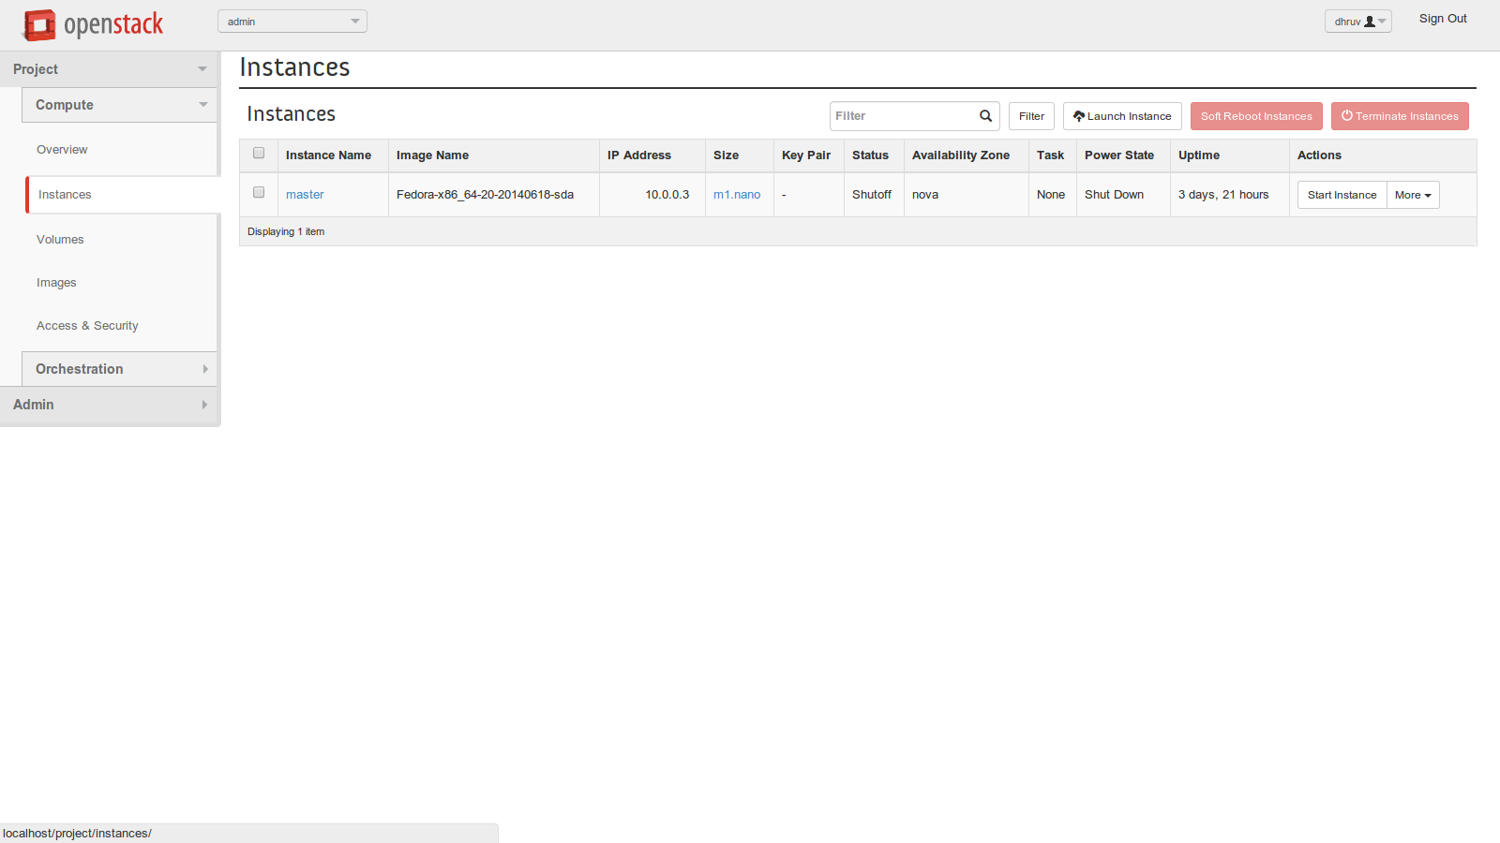 openstack
admin
dhruv
Sign Out
Project
Compute
Overview
Instances
Volumes
Images
Access & Security
Orchestration
Admin
Instances
Instances
Filter
Filter
Launch Instance
Soft Reboot Instances
Terminate Instances
Instance Name Image Name IP Address Size Key Pair Status Availability Zone Task Power State Uptime Actions
master Fedora-x86_64-20-20140618-sda 10.0.0.3 m1.nano - Shutoff nova None Shut Down 3 days, 21 hours Start Instance More
Displaying 1 item
localhost/project/instances/